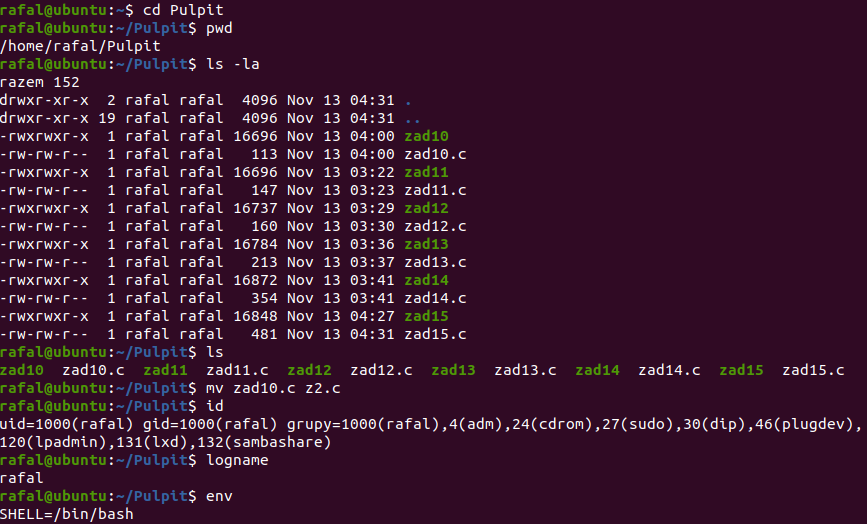 rafal@ubuntu:~$ cd Pulpit
rafal@ubuntu:~/Pulpit$ pwd
/home/rafal/Pulpit
rafal@ubuntu:~/Pulpit$ ls -la
razem 152
drwxr-xr-x  2 rafal rafal  4096 Nov 13 04:31 .
drwxr-xr-x 19 rafal rafal  4096 Nov 13 04:31 ..
-rwxrwxr-x  1 rafal rafal 16696 Nov 13 04:00 zad10
-rw-rw-r--  1 rafal rafal   113 Nov 13 04:00 zad10.c
-rwxrwxr-x  1 rafal rafal 16696 Nov 13 03:22 zad11
-rw-rw-r--  1 rafal rafal   147 Nov 13 03:23 zad11.c
-rwxrwxr-x  1 rafal rafal 16737 Nov 13 03:29 zad12
-rw-rw-r--  1 rafal rafal   160 Nov 13 03:30 zad12.c
-rwxrwxr-x  1 rafal rafal 16784 Nov 13 03:36 zad13
-rw-rw-r--  1 rafal rafal   213 Nov 13 03:37 zad13.c
-rwxrwxr-x  1 rafal rafal 16872 Nov 13 03:41 zad14
-rw-rw-r--  1 rafal rafal   354 Nov 13 03:41 zad14.c
-rwxrwxr-x  1 rafal rafal 16848 Nov 13 04:27 zad15
-rw-rw-r--  1 rafal rafal   481 Nov 13 04:31 zad15.c
rafal@ubuntu:~/Pulpit$ ls
zad10  zad10.c  zad11  zad11.c  zad12  zad12.c  zad13  zad13.c  zad14  zad14.c  zad15  zad15.c
rafal@ubuntu:~/Pulpit$ mv zad10.c z2.c
rafal@ubuntu:~/Pulpit$ id
uid=1000(rafal) gid=1000(rafal) grupy=1000(rafal),4(adm),24(cdrom),27(sudo),30(dip),46(plugdev),
120(lpadmin),131(lxd),132(sambashare)
rafal@ubuntu:~/Pulpit$ logname
rafal
rafal@ubuntu:~/Pulpit$ env
SHELL=/bin/bash